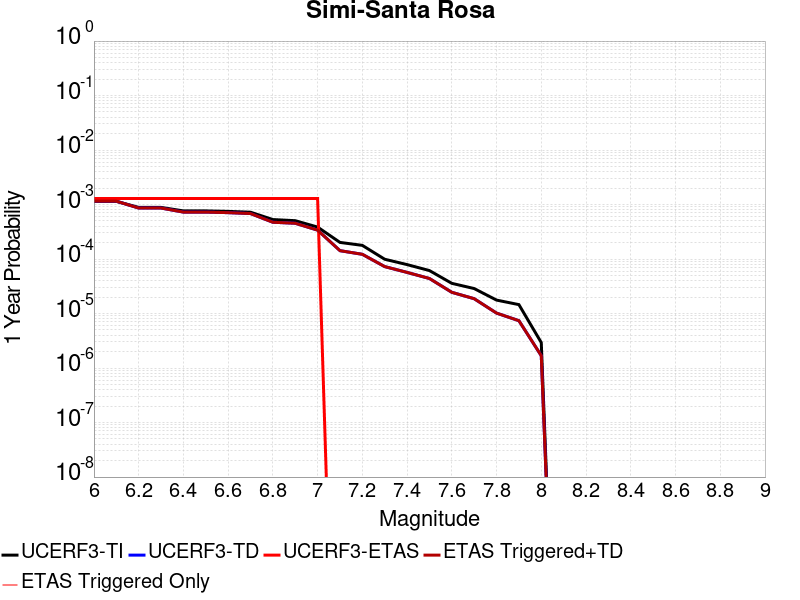 Simi-Santa Rosa
1 Year Probability
10^0
10^-1
10^-2
10^-3
10^-4
10^-5
10^-6
10^-7
10^-8
6 6.2 6.4 6.6 6.8 7 7.2 7.4 7.6 7.8 8 8.2 8.4 8.6 8.8 9
Magnitude
UCERF3-TI UCERF3-TD UCERF3-ETAS ETAS Triggered+TD
ETAS Triggered Only